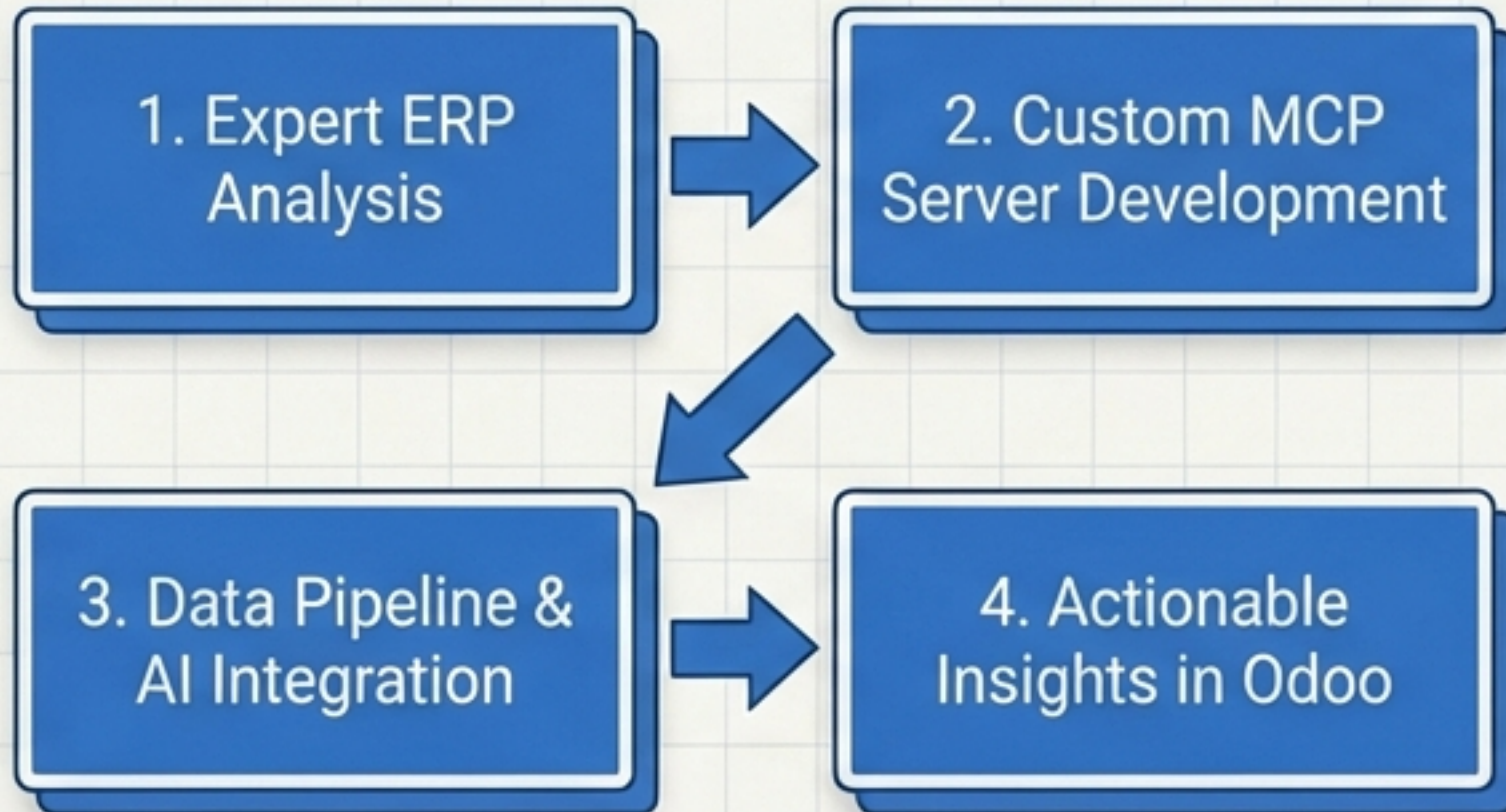 1. Expert ERP
Analysis
2. Custom MCP
Server Development
3. Data Pipeline &
AI Integration
4. Actionable
Insights in Odoo